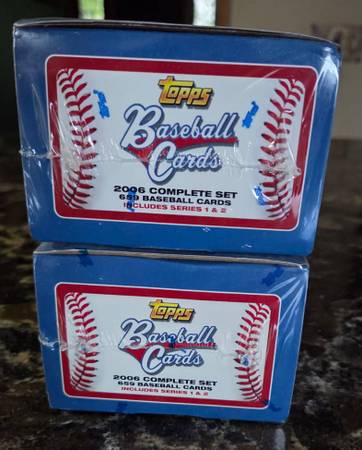 Topps
Baseball
Cards
2006 COMPLETE SET
659 BASEBALL CARDS
INCLUDES SERIES 1 & 2
Topps
Baseball
Cards
2006 COMPLETE SET
659 BASEBALL CARDS
INCLUDES SERIES 1 & 2